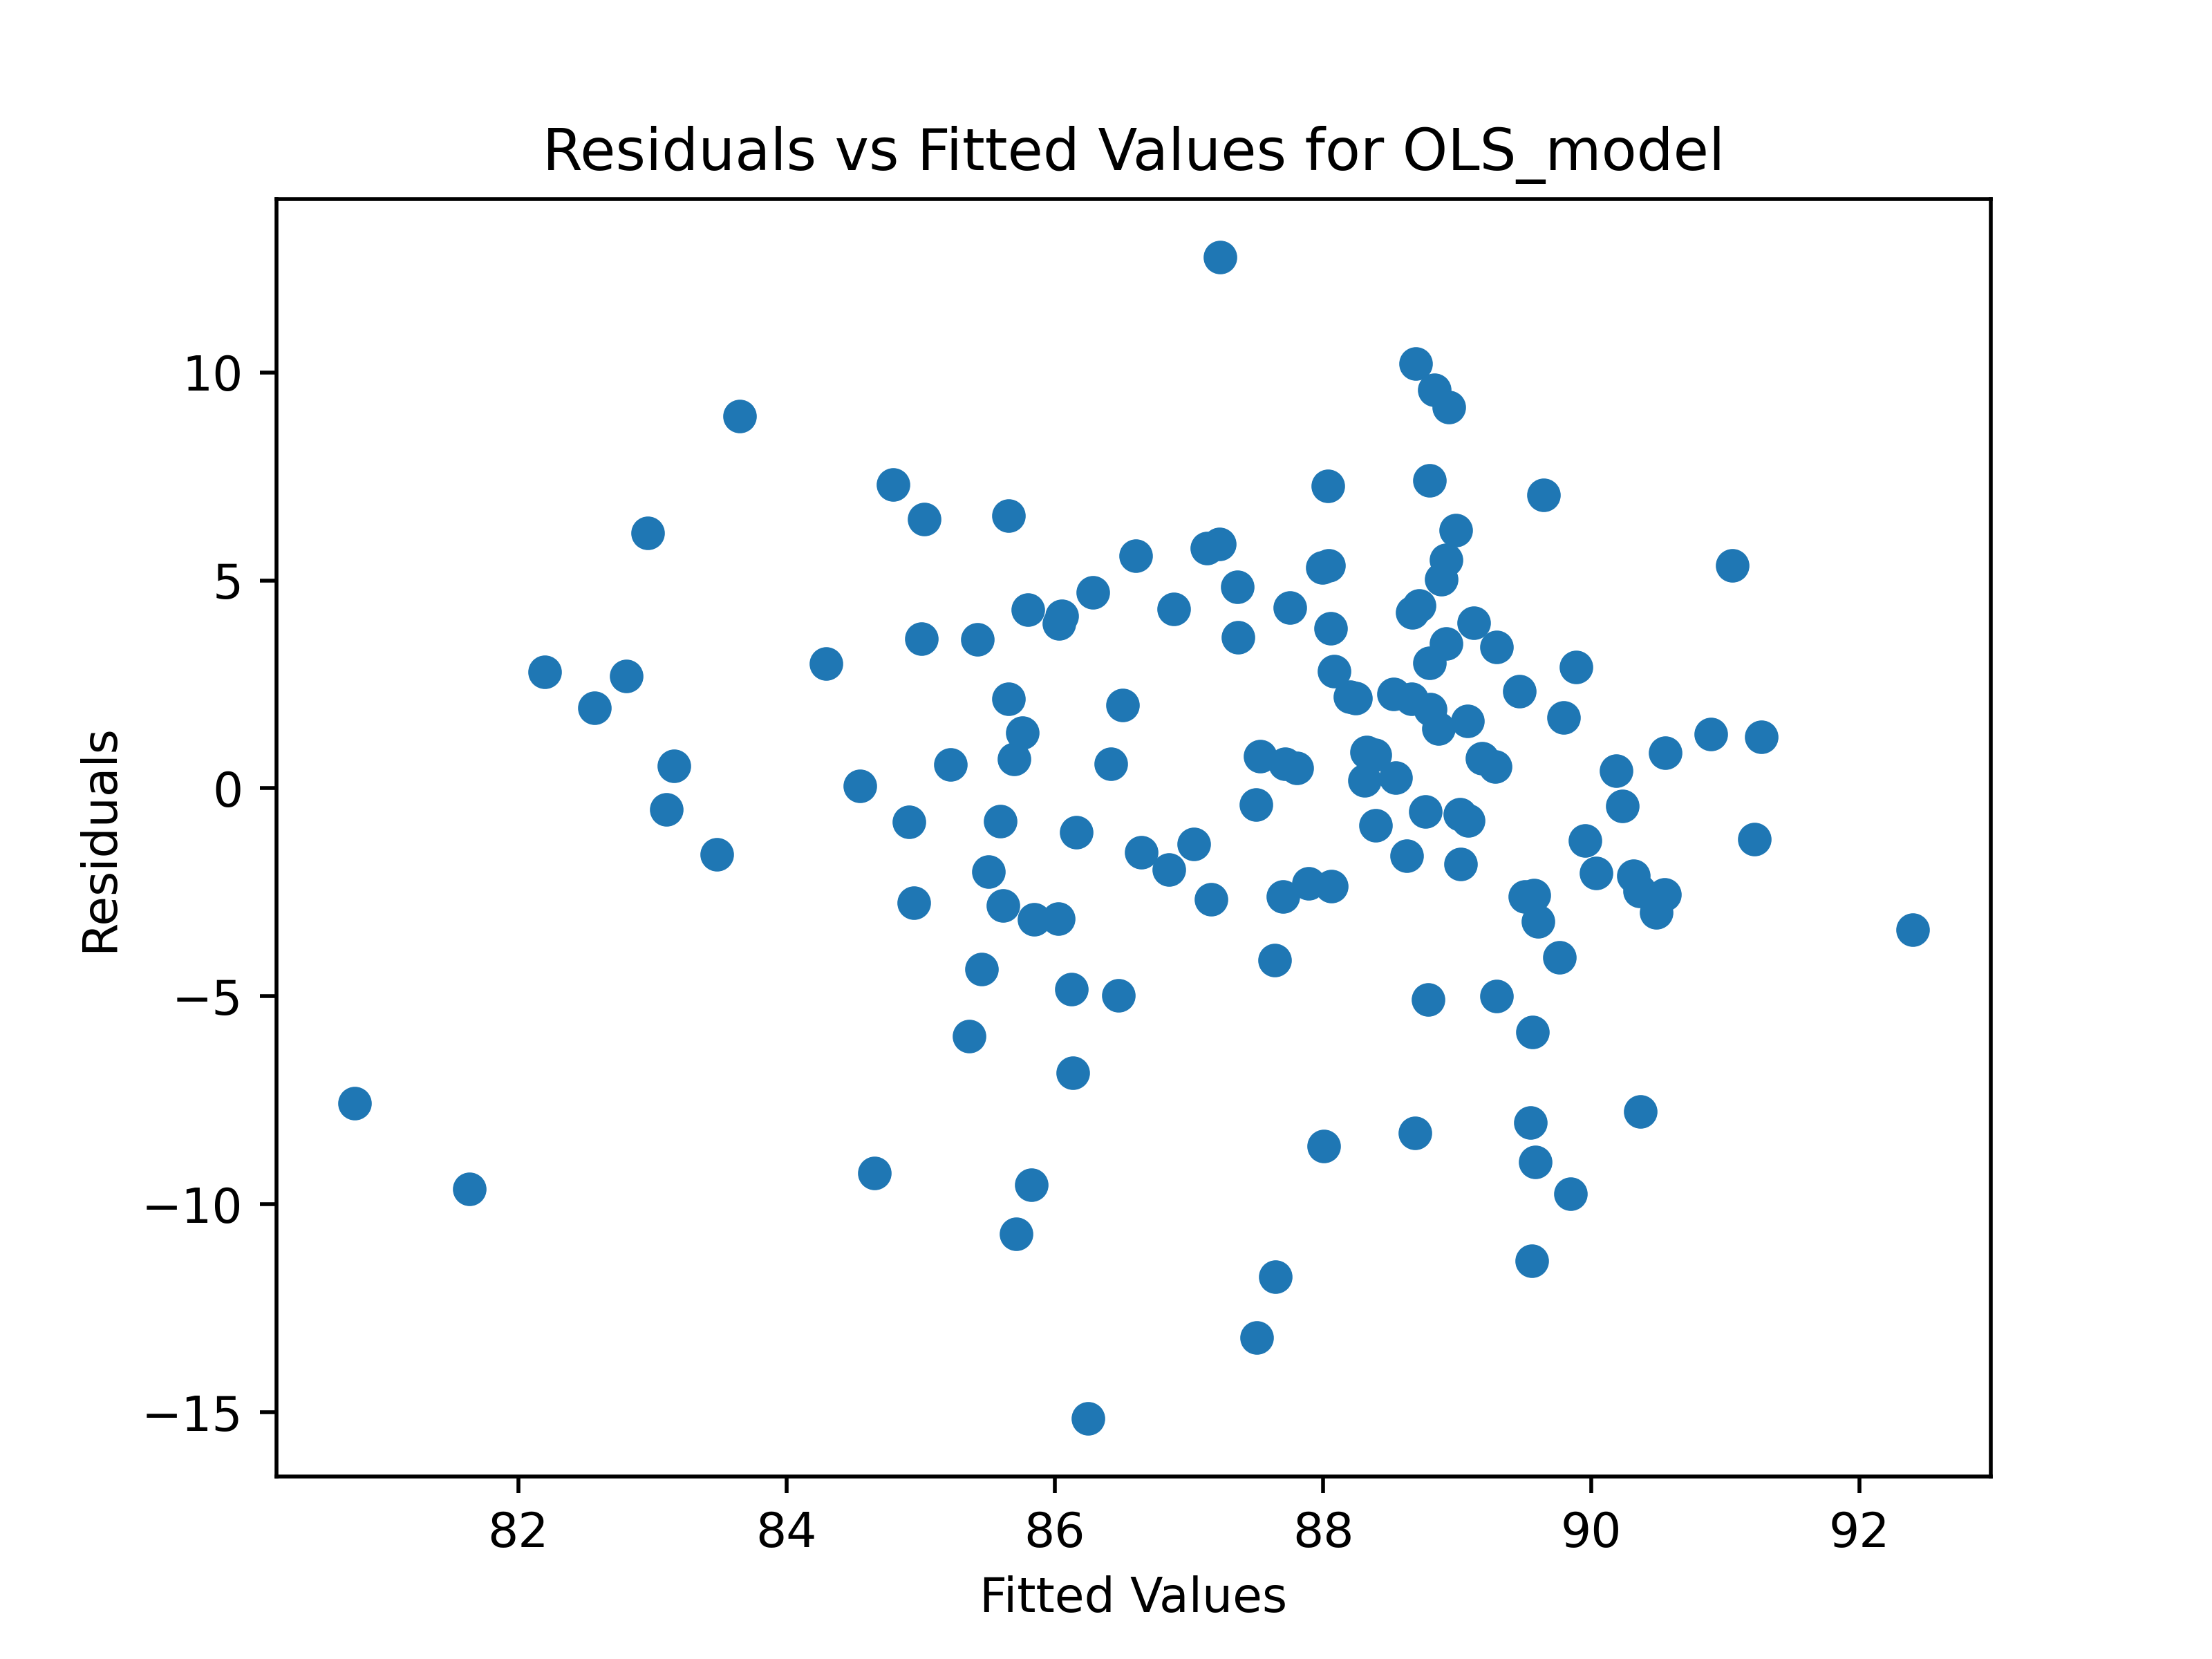 Residuals vs Fitted Values for OLS_model
10
5
0
−5
−10
−15
Residuals
82 84 86 88 90 92
Fitted Values